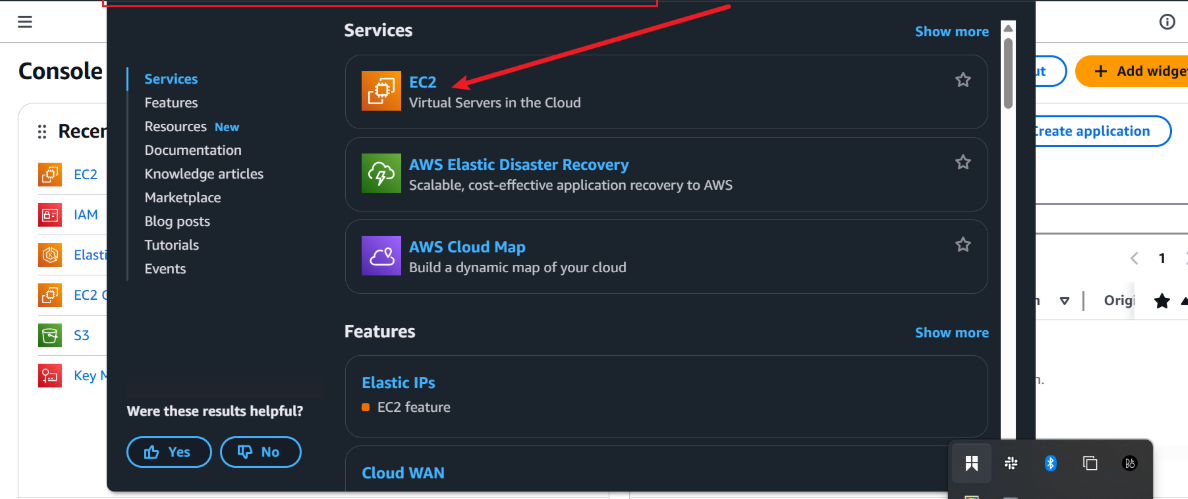 Console
Recen
EC2
IAM
Elasti
EC2
S3
Key
Services
Features
Resources New
Documentation
Knowledge articles
Marketplace
Blog posts
Tutorials
Events
Were these results helpful?
Yes
No
Services
Show more
EC2
Virtual Servers in the Cloud
AWS Elastic Disaster Recovery
Scalable, cost-effective application recovery to AWS
AWS Cloud Map
Build a dynamic map of your cloud
Features
Show more
Elastic IPs
EC2 feature
Cloud WAN
ut
+ Add widge
Create application
1
Origi
n.